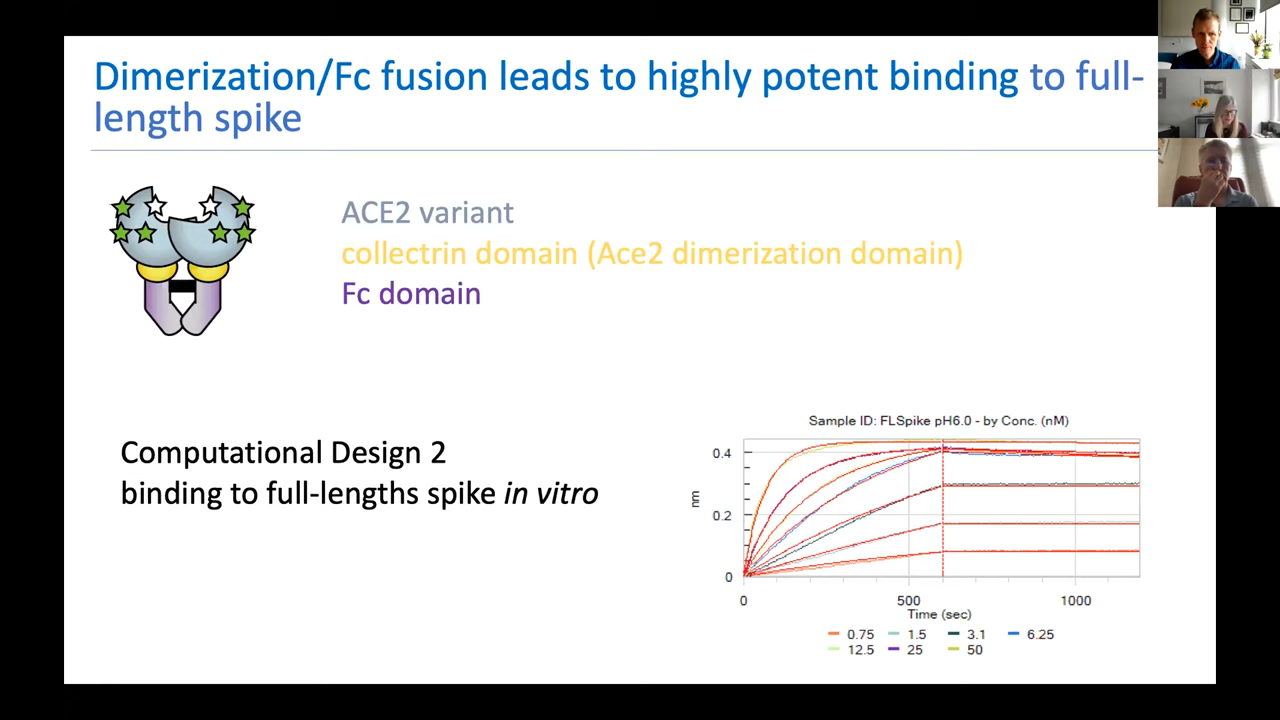 Dimerization/Fc fusion leads to highly potent binding to full-
length spike
ACE2 variant
collectrin domain (Ace2 dimerization domain)
Fc domain
Computational Design 2
binding to full-lengths spike in vitro
Sample ID: FLSpike pH6.0 - by Conc. (nM)
0.4
0.2
0
nm
0 500 1000
Time (sec)
0.75 1.5 3.1 6.25
12.5 25 50